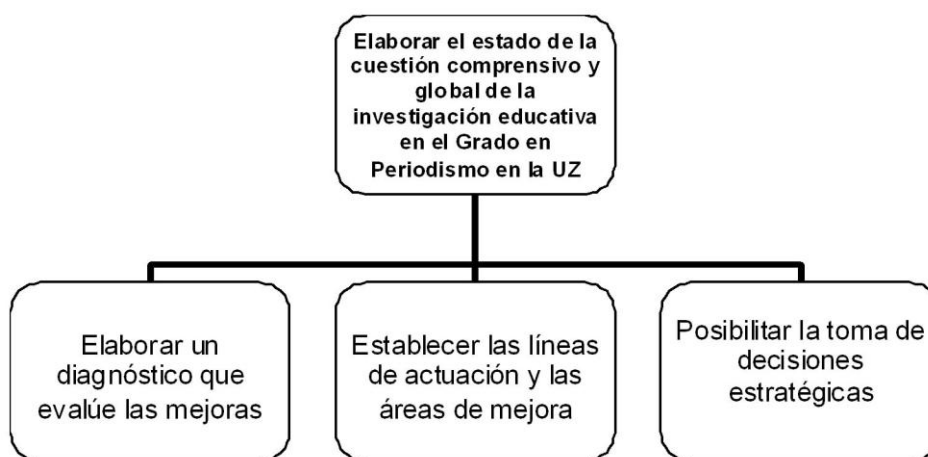 Elaborar el estado de la
cuestión comprensivo y
global de la
investigación educativa
en el Grado en
Periodismo en la UZ
Elaborar un
diagnóstico que
evalúe las mejoras
Establecer las líneas
de actuación y las
áreas de mejora
Posibilitar la toma de
decisiones
estratégicas